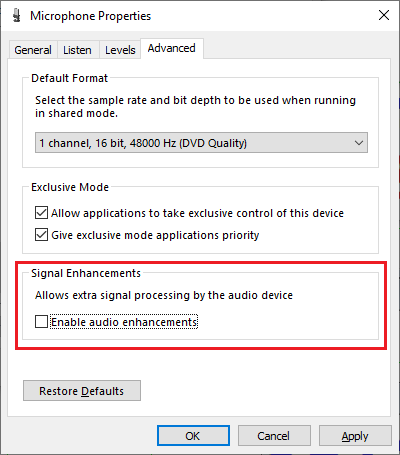 Microphone Properties
General Listen Levels Advanced
Default Format
Select the sample rate and bit depth to be used when running
in shared mode.
1 channel, 16 bit, 48000 Hz (DVD Quality)
Exclusive Mode
Allow applications to take exclusive control of this device
Give exclusive mode applications priority
Signal Enhancements
Allows extra signal processing by the audio device
Enable audio enhancements
Restore Defaults
OK Cancel Apply